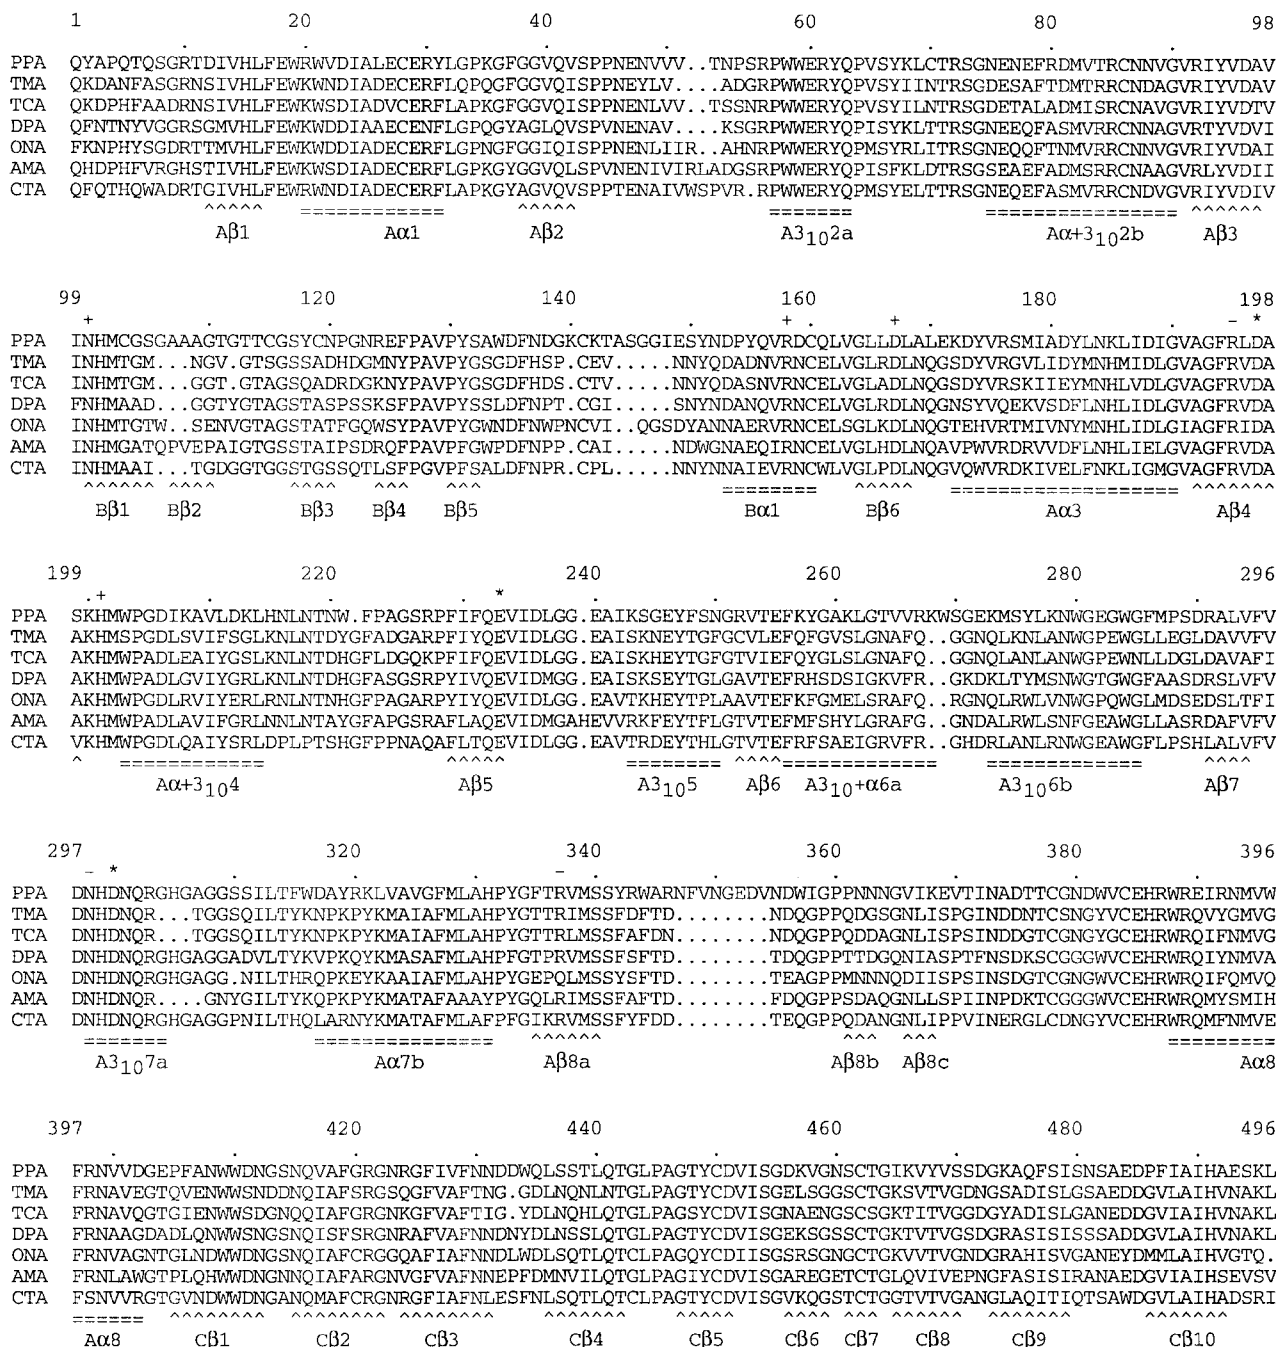 1 20 40 60 80 98
PPA QYAPQTQSGRTDIVHLFEWRWVDIALECERYLGPKGFGGVQVSPPNENVVV..TNPSRPWWERYQPVSYKLCTRSGNENEFRDMVTRCNNVGVRIYVDAV
TMA QKDANFASGRNSIVHLFEWKWNDIADECERFLQPQGFGGVQISPPNEYLV....ADGRPWWERYQPVSYIINTRSGDESAFTDMTRRCNDAGVRIYVDAV
TCA QKDPHFAADRNSIVHLFEWKWNDIADVCERFLAPKGFGGVQISPPNENVVV..TSSNRPWWERYQPVSYILNTRSGDETALADMISRCNAVGVRIYVDTV
DPA QFNTNYVGGRSGMVHLFEWKWDDIAAECENFLGPQGYAGLQVSPVNENAV....KSGRPWWERYQPISYKLTTRSGNEEQFASMVRRCNNAGVRTYVDVI
ONA FKNPHYSGDRTTMVHLFEWKWDDIALECERFLGPNGFGGIQISPPNENLIIR..AHNRPWWERYQPMSYRLITRSGNEQQFTNMVRRCNNVGVRIYVDAI
AMA QHDPHFVRGHSTIVHLFEWKWSDIADECERFLGPKGYGGVQLSPVNENIVIRLADGSRPWWERYQPISFKLDTRSGSEAEFADMSRRCNAAGVRLYVDII
CTA QFQTHQWADRTGIVHLFEWRWNDIADECERFLAPKGYAGVQVSPPTENAIVWSPVR.RPWWERYQPMSYELTTRSGNEQEFASMVRRCNDVGVRIYVDIV
^^^^^ ============ ^^^^^ ======= ================ ^^^^^^
Aβ1 Aα1 Aβ2 A3₁₀2a Aα+3₁₀2b Aβ3
99 120 140 160 180 198
+ + + − *
PPA INHMCGSGAAAGTGTTCGSYCNPGNREFPAVPYSAWDFNDGKCKTASGGIESYNDPYQVRDCQLVGLLDLALEKDYVRSMIADYLNKLIDIGVAGFRLDA
TMA INHMTGM...NGV.GTSGSSADHDGMNYPAVPYGSGDFHSP.CEV.....NNYQDADNVRNCELVGLRDLNQGSDYVRGVLIDYMNHMIDLGVAGFRVDA
TCA INHMTGM...GGT.GTAGSQADRDGKNYPAVPYGSGDFHDS.CTV.....NNYQDASNVRNCELVGLADLNQGSDYVRSKIIEYMNHLVDLGVAGFRVDA
DPA FNHMAAD...GGTYGTAGSTASPSSKSFPAVPYSSLDFNPT.CGI.....SNYNDANQVRNCELVGLRDLNQGNSYVQEKVSDFLNHLIDLGVAGFRVDA
ONA INHMTGTW..SENVGTAGSTATFGQWSYPAVPYGWNDFNWPNCVI..QGSDYANNAERVRNCELSGLKDLNQGTEHVRTMIVNYMNHLIDLGIAGFRIDA
AMA INHMGATQPVEPAIGTGSSTAIPSDRQFPAVPFGWPDFNPP.CAI....NDWGNAEQIRNCELVGLHDLNQAVPWVRDRVVDFLNHLIELGVAGFRVDA
CTA INHMAAI...TGDGGTGGSTGSSQTLSFPGVPFSALDFNPR.CPL.....NNYNNAIEVRNCWLVGLPDLNQGVQWVRDKIVELFNKLIGMGVAGFRVDA
^^^^^^ ^^^^ ^^^^ ^^^ ^^^ ======== ^^^^^ =================== ^^^^^^^
Bβ1 Bβ2 Bβ3 Bβ4 Bβ5 Bα1 Bβ6 Aα3 Aβ4
199 220 240 260 280 296
+ *
PPA SKHMWPGDIKAVLDKLHNLNTNW.FPAGSRPFIFQEVIDLGG.EAIKSGEYFSNGRVTEFKYGAKLGTVVRKWSGEKMSYLKNWGEGWGFMPSDRALVFV
TMA AKHMSPGDLSVIFSGLKNLNTDYGFADGARPFIYQEVIDLGG.EAISKNEYTGFGCVLEFQFGVSLGNAFQ..GGNQLKNLANWGPEWGLLEGLDAVVFV
TCA AKHMWPADLEAIYGSLKNLNTDHGFLDGQKPFIFQEVIDLGG.EAISKHEYTGFGTVIEFQYGLSLGNAFQ..GGNQLANLANWGPEWNLLDGLDAVAFI
DPA AKHMWPADLGVIYGRLKNLNTDHGFASGSRPYIVQEVIDMGG.EAISKSEYTGLGAVTEFRHSDSIGKVFR..GKDKLTYMSNWGTGWGFAASDRSLVFV
ONA AKHMWPGDLRVIYERLRNLNTNHGFPAGARPYIYQEVIDLGG.EAVTKHEYTPLAAVTEFKFGMELSRAFQ..RGNQLRWLVNWGPQWGLMDSEDSLTFI
AMA AKHMWPADLAVIFGRLNNLNTAYGFAPGSRAFLAQEVIDMGAHEVVRKFEYTFLGTVTEFMFSHYLGRAFG..GNDALRWLSNFGEAWGLLASRDAFVFV
CTA VKHMWPGDLQAIYSRLDPLPTSHGFPPNAQAFLTQEVIDLGG.EAVTRDEYTHLGTVTEFRFSAEIGRVFR..GHDRLANLRNWGEAWGFLPSHLALVFV
^ ============ ^^^^^ ======== ^^^^ ============= ============= ^^^^
Aα+3₁₀4 Aβ5 A3₁₀5 Aβ6 A3₁₀+α6a A3₁₀6b Aβ7
297 320 340 360 380 396
− * −
PPA DNHDNQRGHGAGGSSILTFWDAYRKLVAVGFMLAHPYGFTRVMSSYRWARNFVNGEDVNDWIGPPNNNGVIKEVTINADTTCGNDWVCEHRWREIRNMVW
TMA DNHDNQR...TGGSQILTYKNPKPYKMAIAFMLAHPYGTTRIMSSFDFTD........NDQGPPQDGSGNLISPGINDDNTCSNGYVCEHRWRQVYGMVG
TCA DNHDNQR...TGGSQILTYKNPKPYKMAIAFMLAHPYGTTRLMSSFAFDN........NDQGPPQDDAGNLISPSINDDGTCGNGYGCEHRWRQIFNMVG
DPA DNHDNQRGHGAGGADVLTYKVPKQYKMASAFMLAHPFGTPRVMSSFSFTD........TDQGPPTTDGQNIASPTFNSDKSCGGGWVCEHRWRQIYNMVA
ONA DNHDNQRGHGAGG.NILTHRQPKEYKAAIAFMLAHPYGEPQLMSSYSFTD........TEAGPPMNNNQDIISPSINSDGTCGNGWVCEHRWRQIFQMVQ
AMA DNHDNQR....GNYGILTYKQPKPYKMATAFAAAYPYGQLRIMSSFAFTD........FDQGPPSDAQGNLLSPIINPDKTCGGGWVCEHRWRQMYSMIH
CTA DNHDNQRGHGAGGPNILTHQLARNYKMATAFMLAFPFGIKRVMSSFYFDD........TEQGPPQDANGNLIPPVINERGLCDNGYVCEHRWRQMFNMVE
======= =============== ^^^^^^ ^^^ ^^^ =========
A3₁₀7a Aα7b Aβ8a Aβ8b Aβ8c Aα8
397 420 440 460 480 496
PPA FRNVVDGEPFANWWDNGSNQVAFGRGNRGFIVFNNDDWQLSSTLQTGLPAGTYCDVISGDKVGNSCTGIKVYVSSDGKAQFSISNSAEDPFIAIHAESKL
TMA FRNAVEGTQVENWWSNDDNQIAFSRGSQGFVAFTNG.GDLNQNLNTGLPAGTYCDVISGELSGGSCTGKSVTVGDNGSADISLGSAEDDGVLAIHVNAKL
TCA FRNAVQGTGIENWWSDGNQQIAFGRGNKGFVAFTIG.YDLNQHLQTGLPAGSYCDVISGNAENGSCSGKTITVGGDGYADISLGANEDDGVIAIHVNAKL
DPA FRNAAGDADLQNWWSNGSNQISFSRGNRAFVAFNNDNYDLNSSLQTGLPAGTYCDVISGEKSGSSCTGKTVTVGSDGRASISISSSADDGVLAIHVNAKL
ONA FRNVAGNTGLNDWWDNGSNQIAFCRGGQAFIAFNNDLWDLSQTLQTCLPAGQYCDIISGSRSGNGCTGKVVTVGNDGRAHISVGANEYDMMLAIHVGTQ.
AMA FRNLAWGTPLQHWWDNGNNQIAFARGNVGFVAFNNEPFDMNVILQTGLPAGIYCDVISGAREGETCTGLQVIVEPNGFASISIRANAEDGVIAIHSEVSV
CTA FSNVVRGTGVNDWWDNGANQMAFCRGNRGFIAFNLESFNLSQTLQTCLPAGTYCDVISGVKQGSTCTGGTVTVGANGLAQITIQTSAWDGVLAIHADSRI
====== ^^^^^^^^ ^^^^^^^^ ^^^^^^^^ ^^^^^^^ ^^^^^ ^^^^ ^^^ ^^^^^^ ^^^^^^^ ^^^^^^^
Aα8 Cβ1 Cβ2 Cβ3 Cβ4 Cβ5 Cβ6 Cβ7 Cβ8 Cβ9 Cβ10